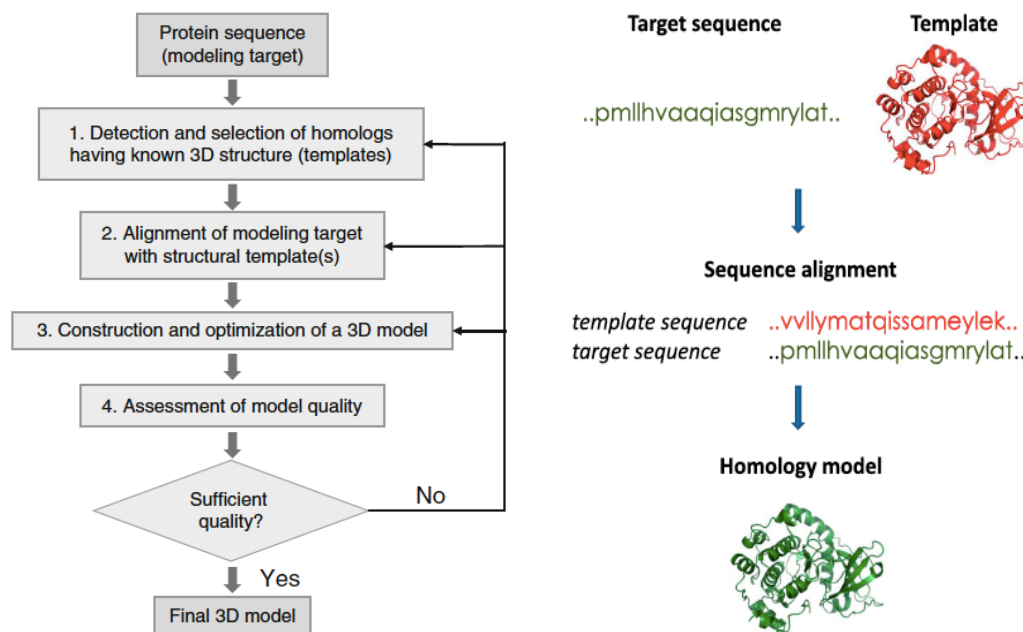 Protein sequence
(modeling target)
1. Detection and selection of homologs
having known 3D structure (templates)
2. Alignment of modeling target
with structural template(s)
3. Construction and optimization of a 3D model
4. Assessment of model quality
Sufficient
quality?
No
Yes
Final 3D model
Target sequence
Template
..pmllhvaaqiasgmrylat..
Sequence alignment
template sequence ..vvllymatqissameylek..
target sequence ..pmllhvaaqiasgmrylat..
Homology model